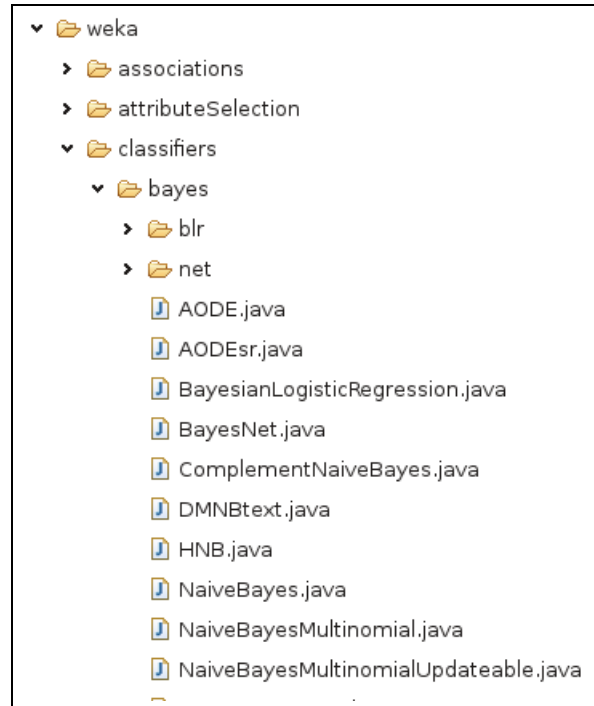 weka
associations
attributeSelection
classifiers
bayes
blr
net
AODE.java
AODEsr.java
BayesianLogisticRegression.java
BayesNet.java
ComplementNaiveBayes.java
DMNBtext.java
HNB.java
NaiveBayes.java
NaiveBayesMultinomial.java
NaiveBayesMultinomialUpdateable.java